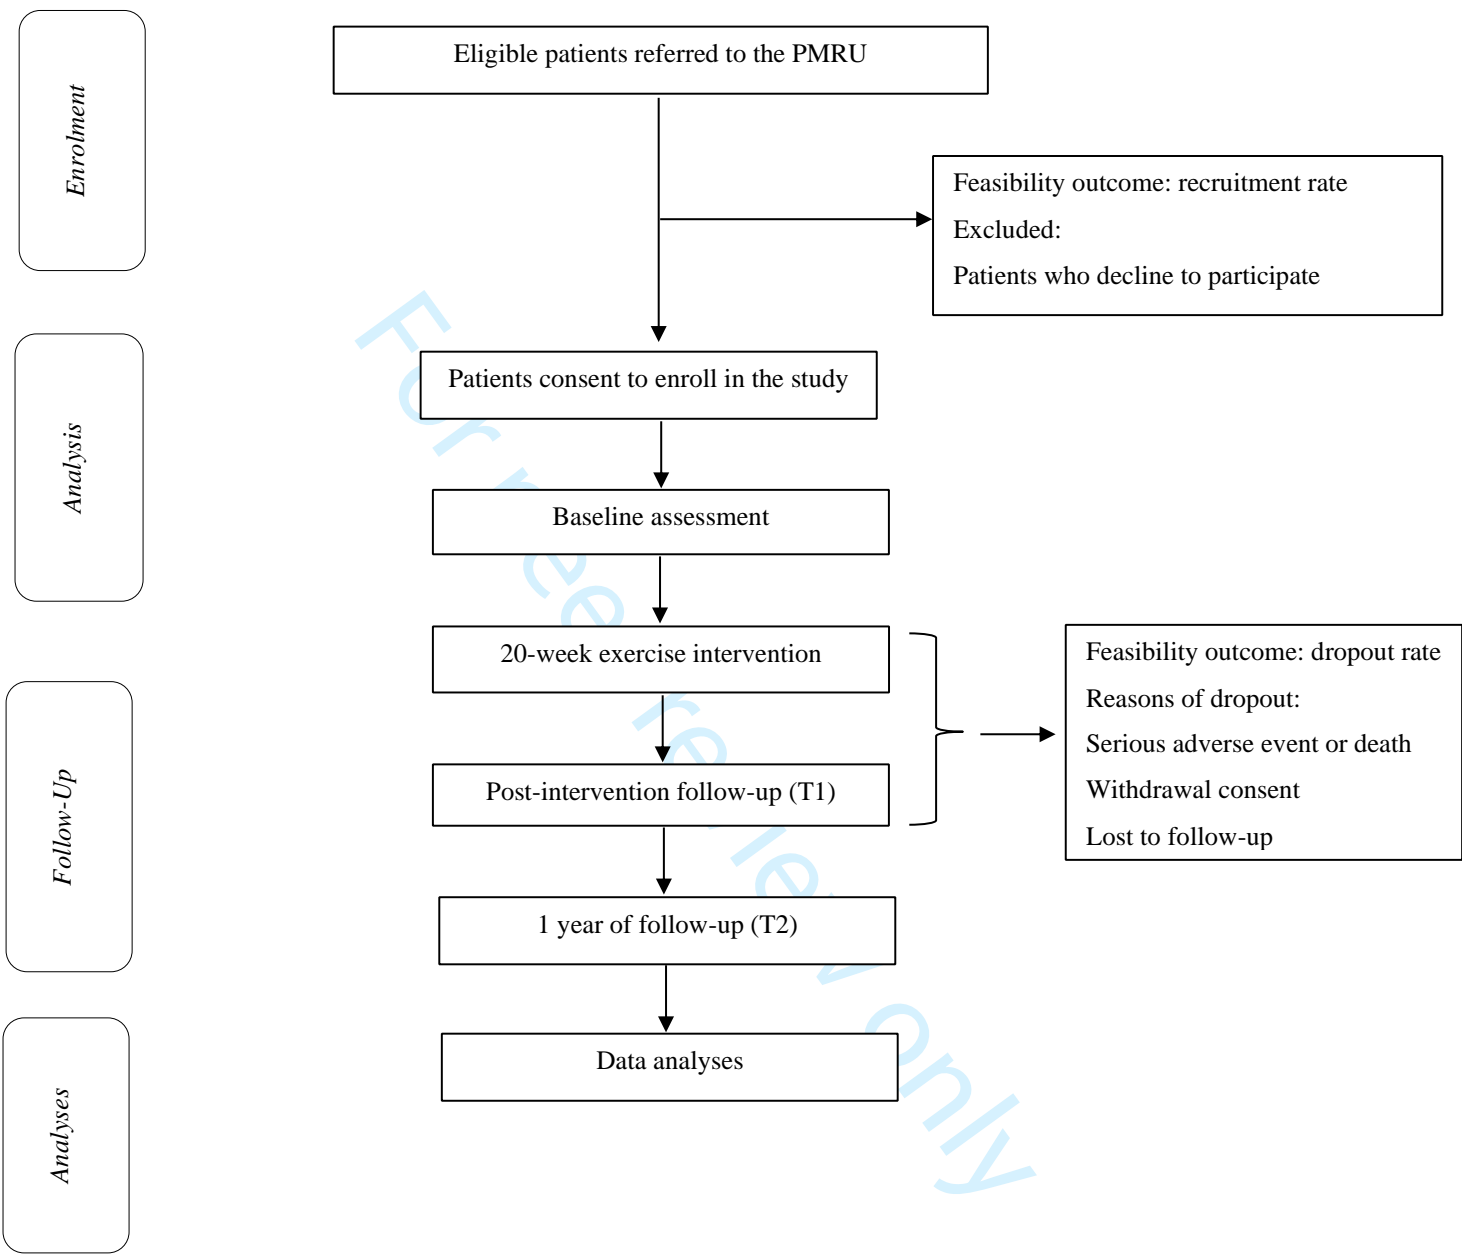 Enrolment
Eligible patients referred to the PMRU
Feasibility outcome: recruitment rate
Excluded:
Patients who decline to participate
Analysis
Patients consent to enroll in the study
Baseline assessment
20-week exercise intervention
Feasibility outcome: dropout rate
Reasons of dropout:
Serious adverse event or death
Withdrawal consent
Lost to follow-up
Follow-Up
Post-intervention follow-up (T1)
1 year of follow-up (T2)
Analyses
Data analyses
For review only